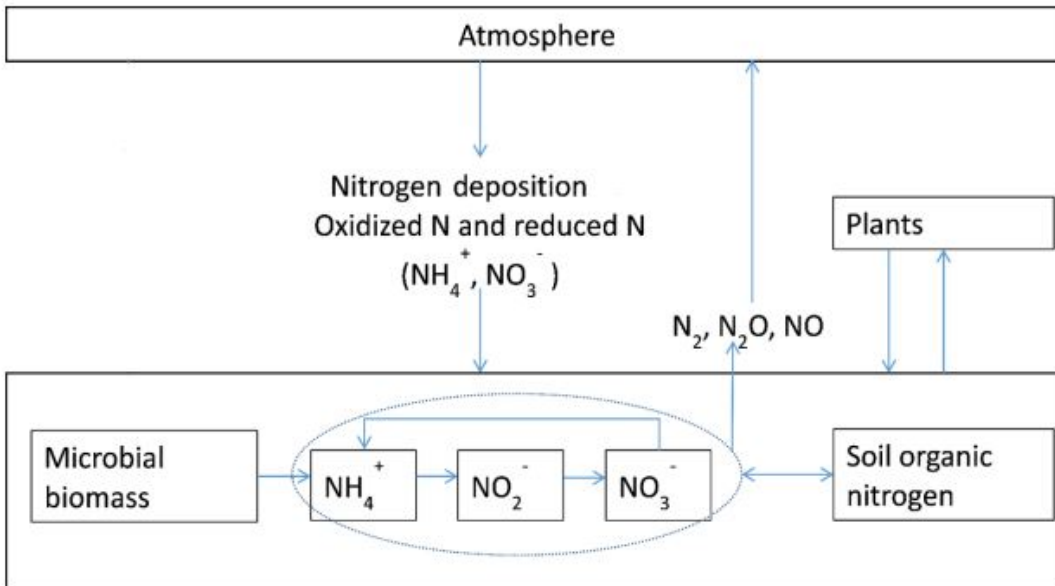 Atmosphere
Nitrogen deposition
Oxidized N and reduced N
(NH₄⁺, NO₃⁻ )
Plants
N₂, N₂O, NO
Microbial
biomass
NH₄⁺
NO₂⁻
NO₃⁻
Soil organic
nitrogen